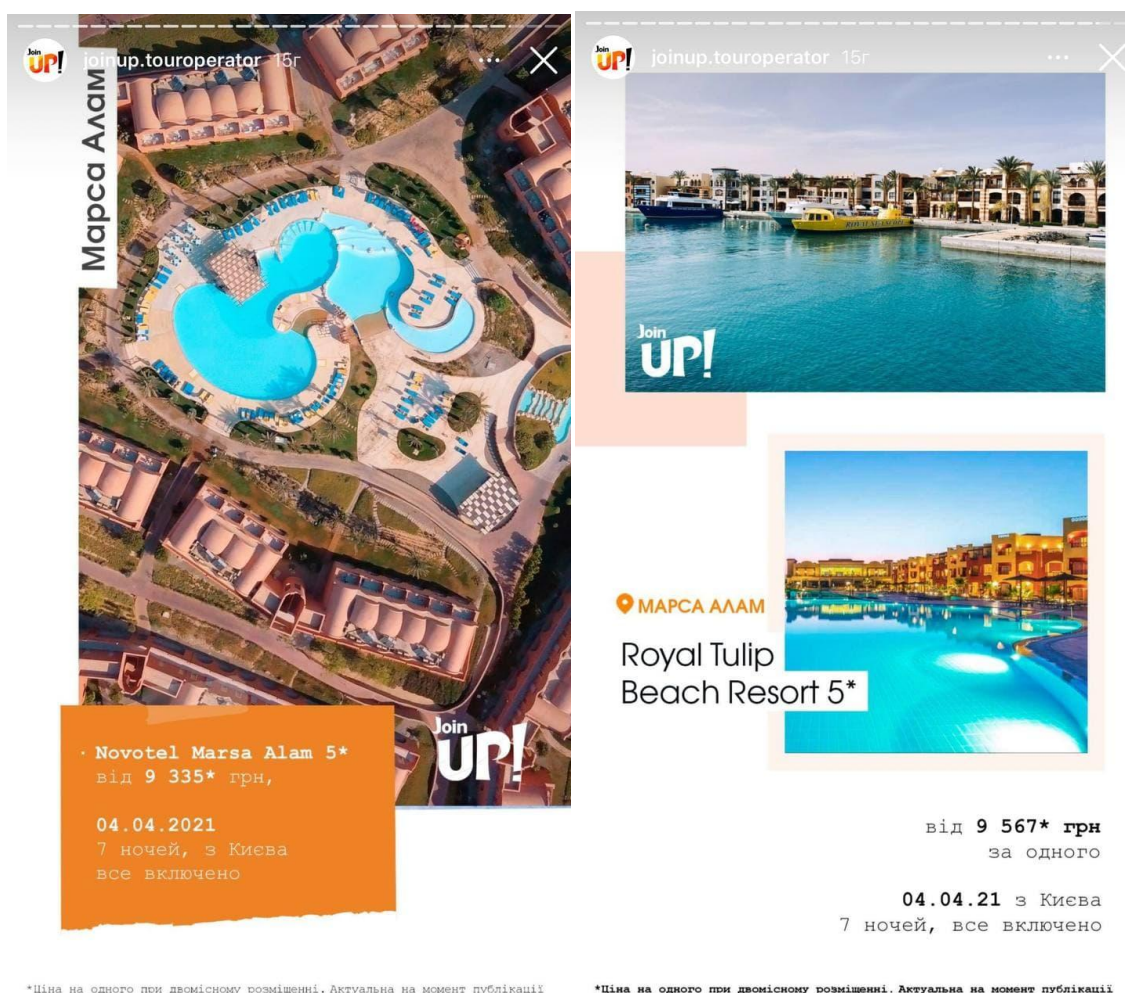 Join UP! joinup.touroperator 15г
Марса Алам
Join UP!
· Novotel Marsa Alam 5*
від 9 335* грн,
04.04.2021
7 ночей, з Києва
все включено
*Ціна на одного при двомісному розміщенні. Актуальна на момент публікації
Join UP! joinup.touroperator 15г
Join UP!
МАРСА АЛАМ
Royal Tulip
Beach Resort 5*
від 9 567* грн
за одного
04.04.21 з Києва
7 ночей, все включено
*Ціна на одного при двомісному розміщенні. Актуальна на момент публікації